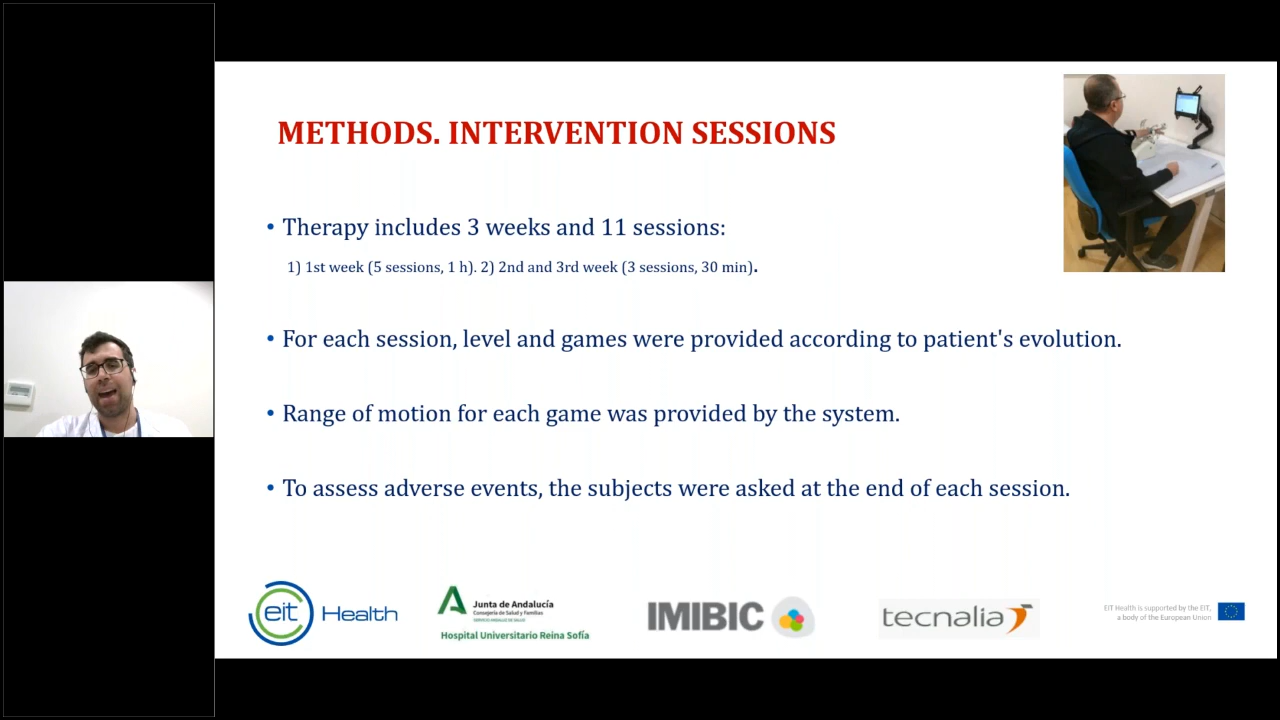 METHODS. INTERVENTION SESSIONS
• Therapy includes 3 weeks and 11 sessions:
1) 1st week (5 sessions, 1 h). 2) 2nd and 3rd week (3 sessions, 30 min).
• For each session, level and games were provided according to patient's evolution.
• Range of motion for each game was provided by the system.
• To assess adverse events, the subjects were asked at the end of each session.
eit Health
Junta de Andalucía
Consejería de Salud y Familias
SERVICIO ANDALUZ DE SALUD
Hospital Universitario Reina Sofía
IMIBIC
tecnalia
EIT Health is supported by the EIT,
a body of the European Union